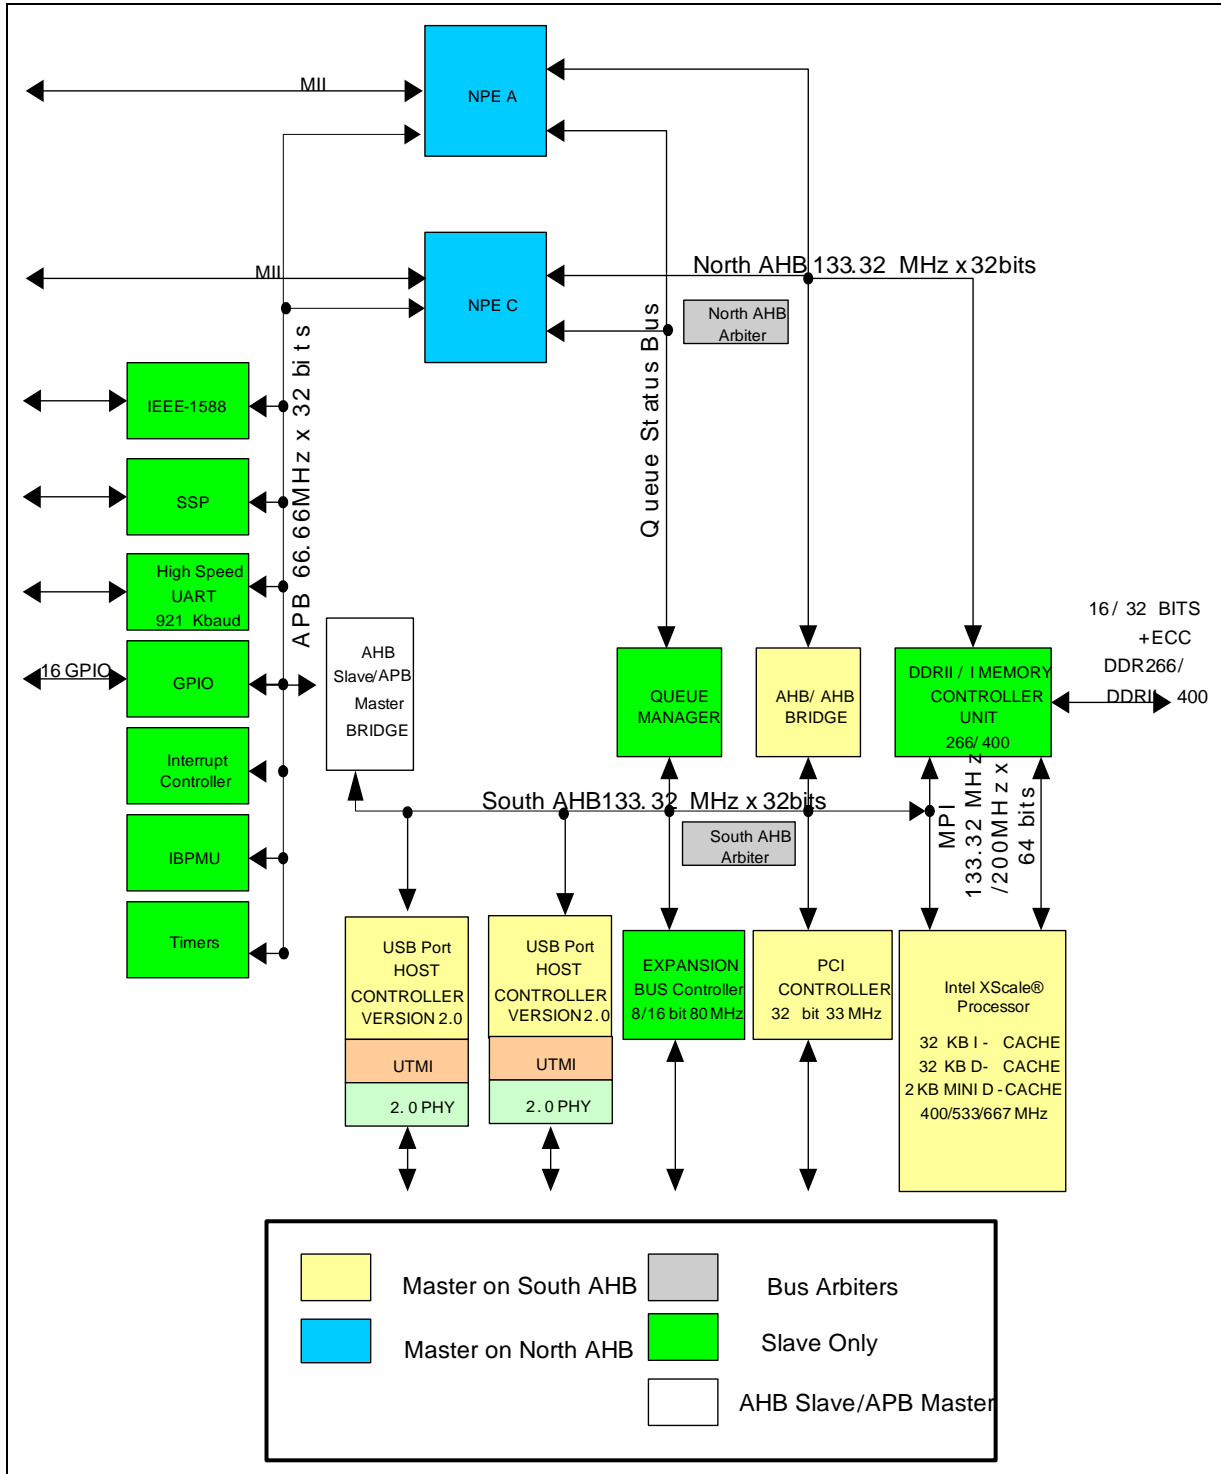 MII
NPE A
MII
NPE C
North AHB 133.32 MHz x 32bits
North AHB
Arbiter
Queue Status Bus
APB 66.66MHz x 32 bits
IEEE-1588
SSP
High Speed
UART
921 Kbaud
16 GPIO
GPIO
Interrupt
Controller
IBPMU
Timers
AHB
Slave/APB
Master
BRIDGE
QUEUE
MANAGER
AHB/ AHB
BRIDGE
DDRII / I MEMORY
CONTROLLER
UNIT
266/ 400
16/ 32 BITS
+ECC
DDR266/
DDRII 400
South AHB 133.32 MHz x 32bits
South AHB
Arbiter
MPI
133.32 MHz
/200MHz x
64 bits
USB Port
HOST
CONTROLLER
VERSION 2.0
UTMI
2.0 PHY
USB Port
HOST
CONTROLLER
VERSION 2.0
UTMI
2.0 PHY
EXPANSION
BUS Controller
8/16 bit 80 MHz
PCI
CONTROLLER
32 bit 33 MHz
Intel XScale®
Processor
32 KB I - CACHE
32 KB D- CACHE
2 KB MINI D - CACHE
400/533/667 MHz
Master on South AHB
Bus Arbiters
Master on North AHB
Slave Only
AHB Slave/APB Master